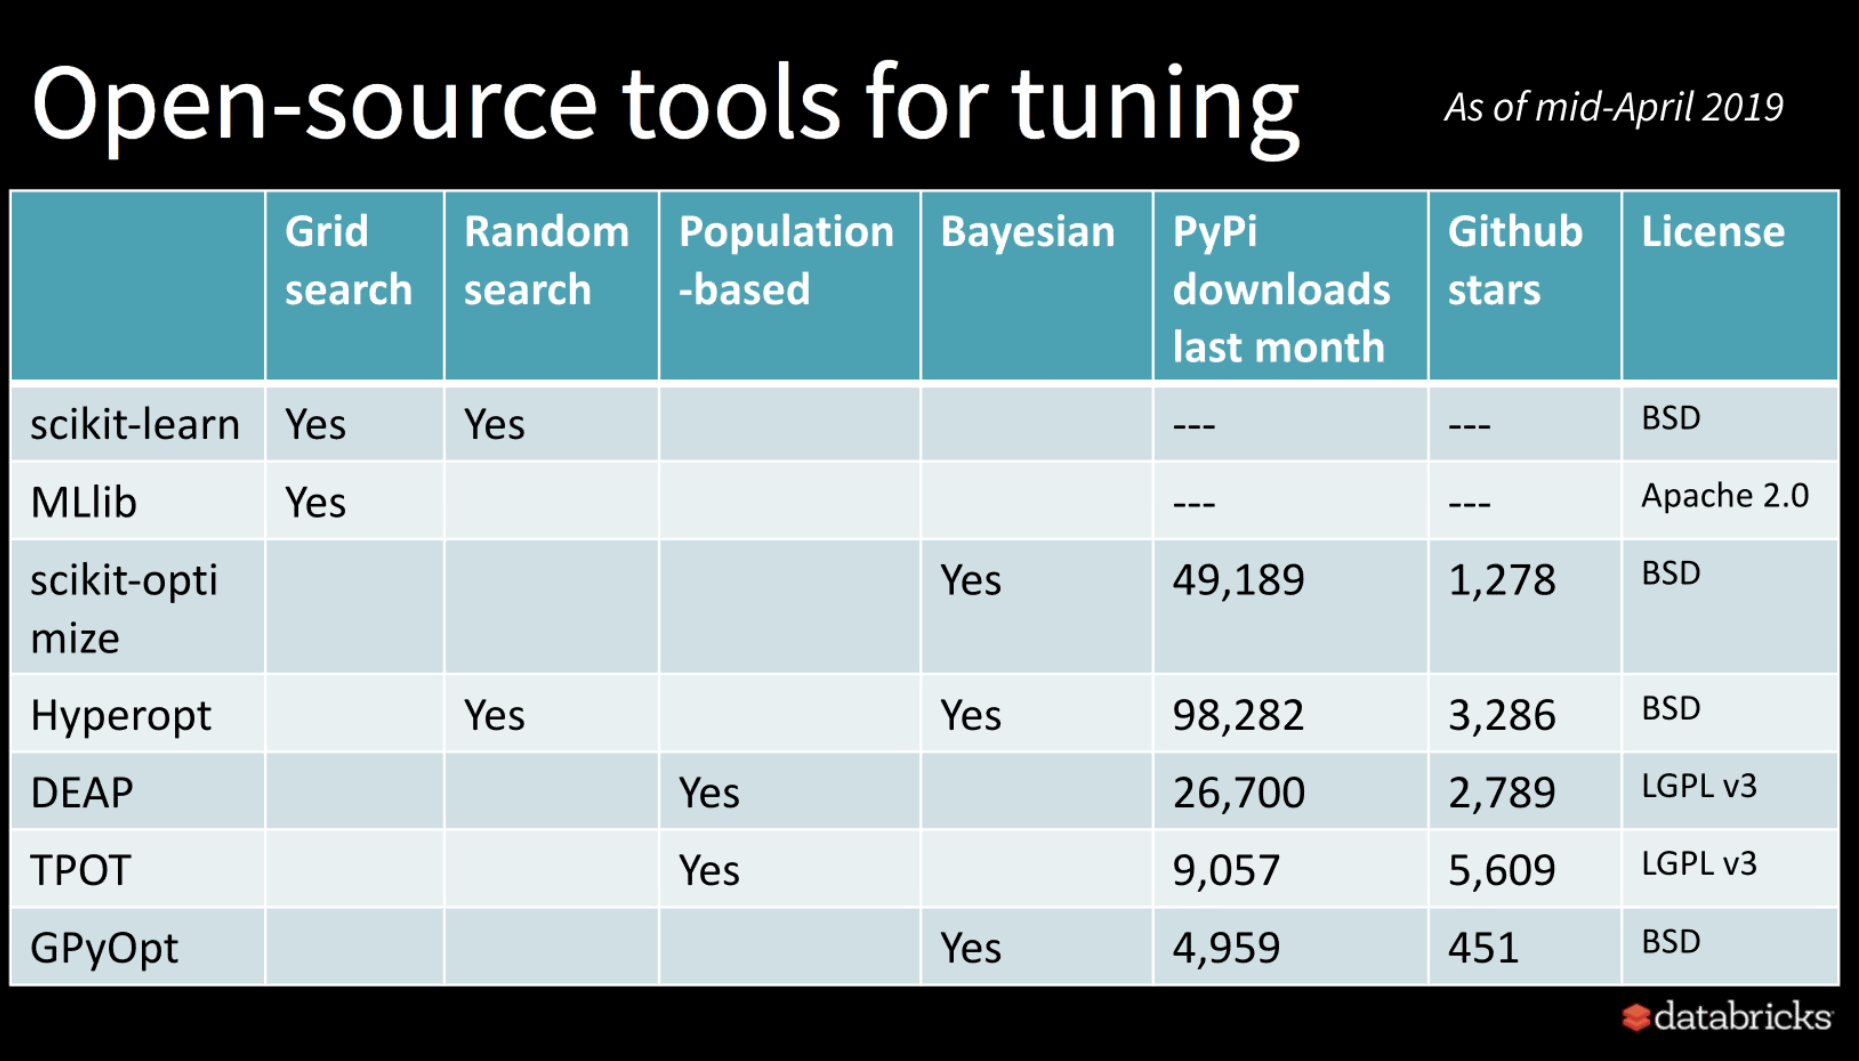 Open-source tools for tuning
As of mid-April 2019
Grid search Random search Population -based Bayesian PyPi downloads last month Github stars License
scikit-learn Yes Yes --- --- BSD
MLlib Yes --- --- Apache 2.0
scikit-opti mize Yes 49,189 1,278 BSD
Hyperopt Yes Yes 98,282 3,286 BSD
DEAP Yes 26,700 2,789 LGPL v3
TPOT Yes 9,057 5,609 LGPL v3
GPyOpt Yes 4,959 451 BSD
databricks